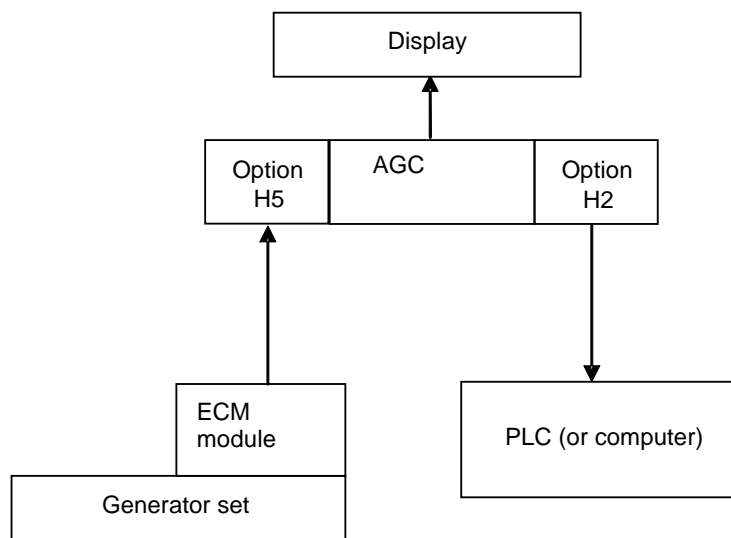 Display
Option
H5
AGC
Option
H2
ECM
module
PLC (or computer)
Generator set